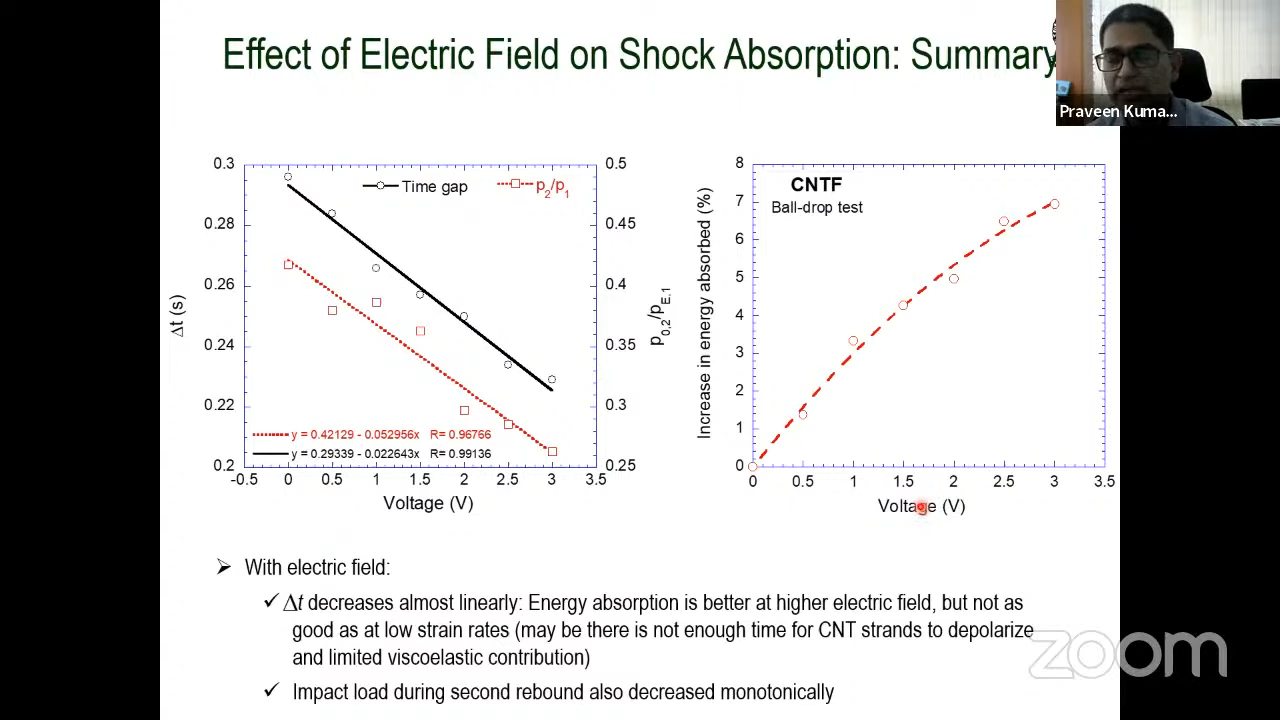 Effect of Electric Field on Shock Absorption: Summary
Praveen Kuma...
0.3
0.28
0.26
0.24
0.22
0.2
Δt (s)
Time gap
p2/p1
0.5
0.45
0.4
0.35
0.3
0.25
p0,2/pE,1
y = 0.42129 - 0.052956x R= 0.96766
y = 0.29339 - 0.022643x R= 0.99136
-0.5 0 0.5 1 1.5 2 2.5 3 3.5
Voltage (V)
8
7
6
5
4
3
2
1
0
Increase in energy absorbed (%)
CNTF
Ball-drop test
0 0.5 1 1.5 2 2.5 3 3.5
Voltage (V)
➢ With electric field:
✓ Δt decreases almost linearly: Energy absorption is better at higher electric field, but not as
good as at low strain rates (may be there is not enough time for CNT strands to depolarize
and limited viscoelastic contribution)
✓ Impact load during second rebound also decreased monotonically
zoom